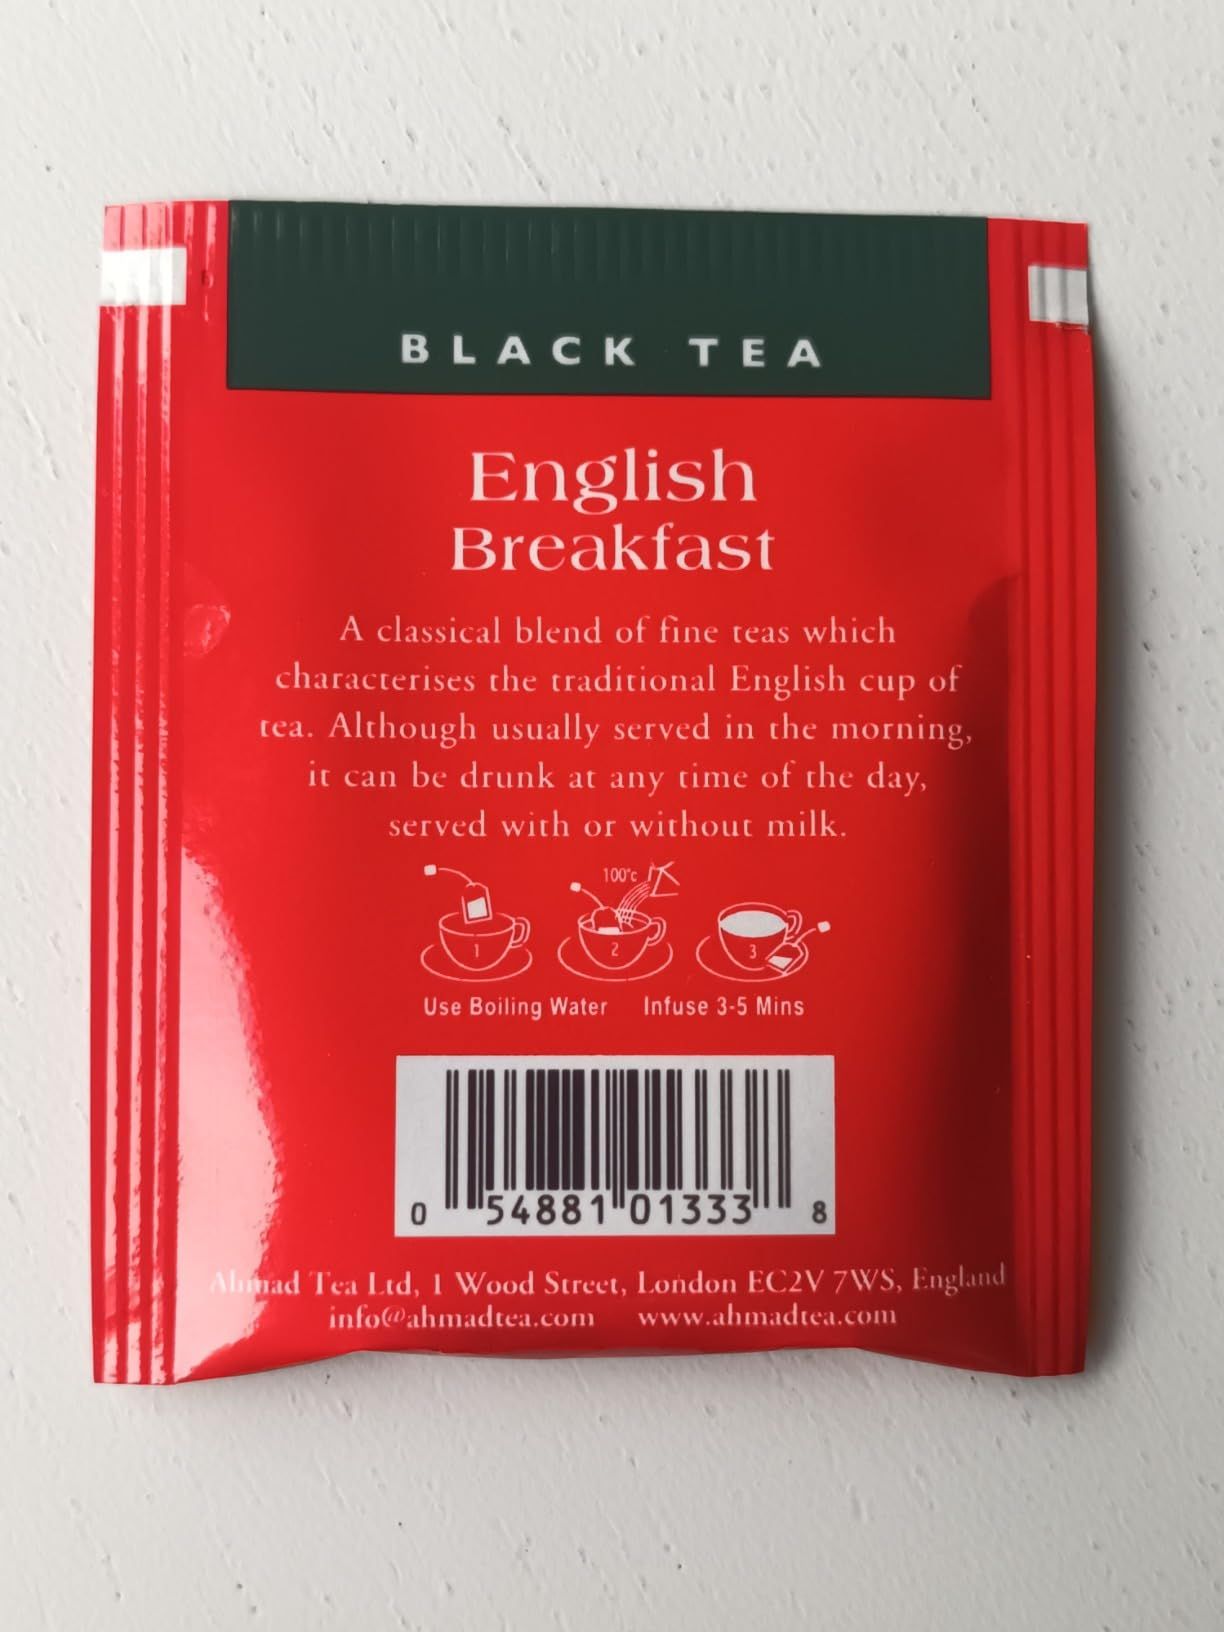 BLACK TEA
English
Breakfast
A classical blend of fine teas which
characterises the traditional English cup of
tea. Although usually served in the morning,
it can be drunk at any time of the day,
served with or without milk.
100°c
1 2 3
Use Boiling Water Infuse 3-5 Mins
0 54881 01333 8
Ahmad Tea Ltd, 1 Wood Street, London EC2V 7WS, England
info@ahmadtea.com www.ahmadtea.com